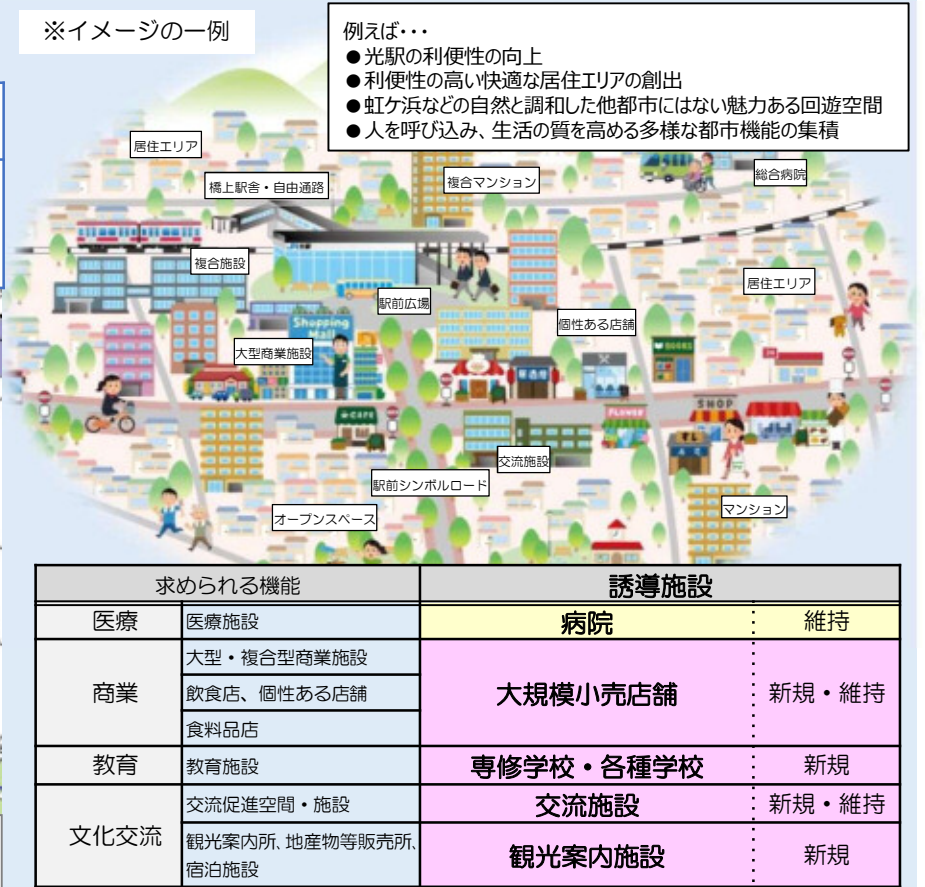 ※イメージの一例
例えば・・・
●光駅の利便性の向上
●利便性の高い快適な居住エリアの創出
●虹ケ浜などの自然と調和した他都市にはない魅力ある回遊空間
●人を呼び込み、生活の質を高める多様な都市機能の集積
居住エリア
橋上駅舎・自由通路
複合マンション
総合病院
複合施設
駅前広場
居住エリア
個性ある店舗
Shopping
Mall
大型商業施設
BOOKS
居酒屋
CAFE
FLOWER
SHOP
交流施設
駅前シンボルロード
オープンスペース
マンション
求められる機能 誘導施設
医療 医療施設 病院 維持
商業 大型・複合型商業施設 大規模小売店舗 新規・維持
飲食店、個性ある店舗
食料品店
教育 教育施設 専修学校・各種学校 新規
文化交流 交流促進空間・施設 交流施設 新規・維持
観光案内所、地産物等販売所、
宿泊施設 観光案内施設 新規